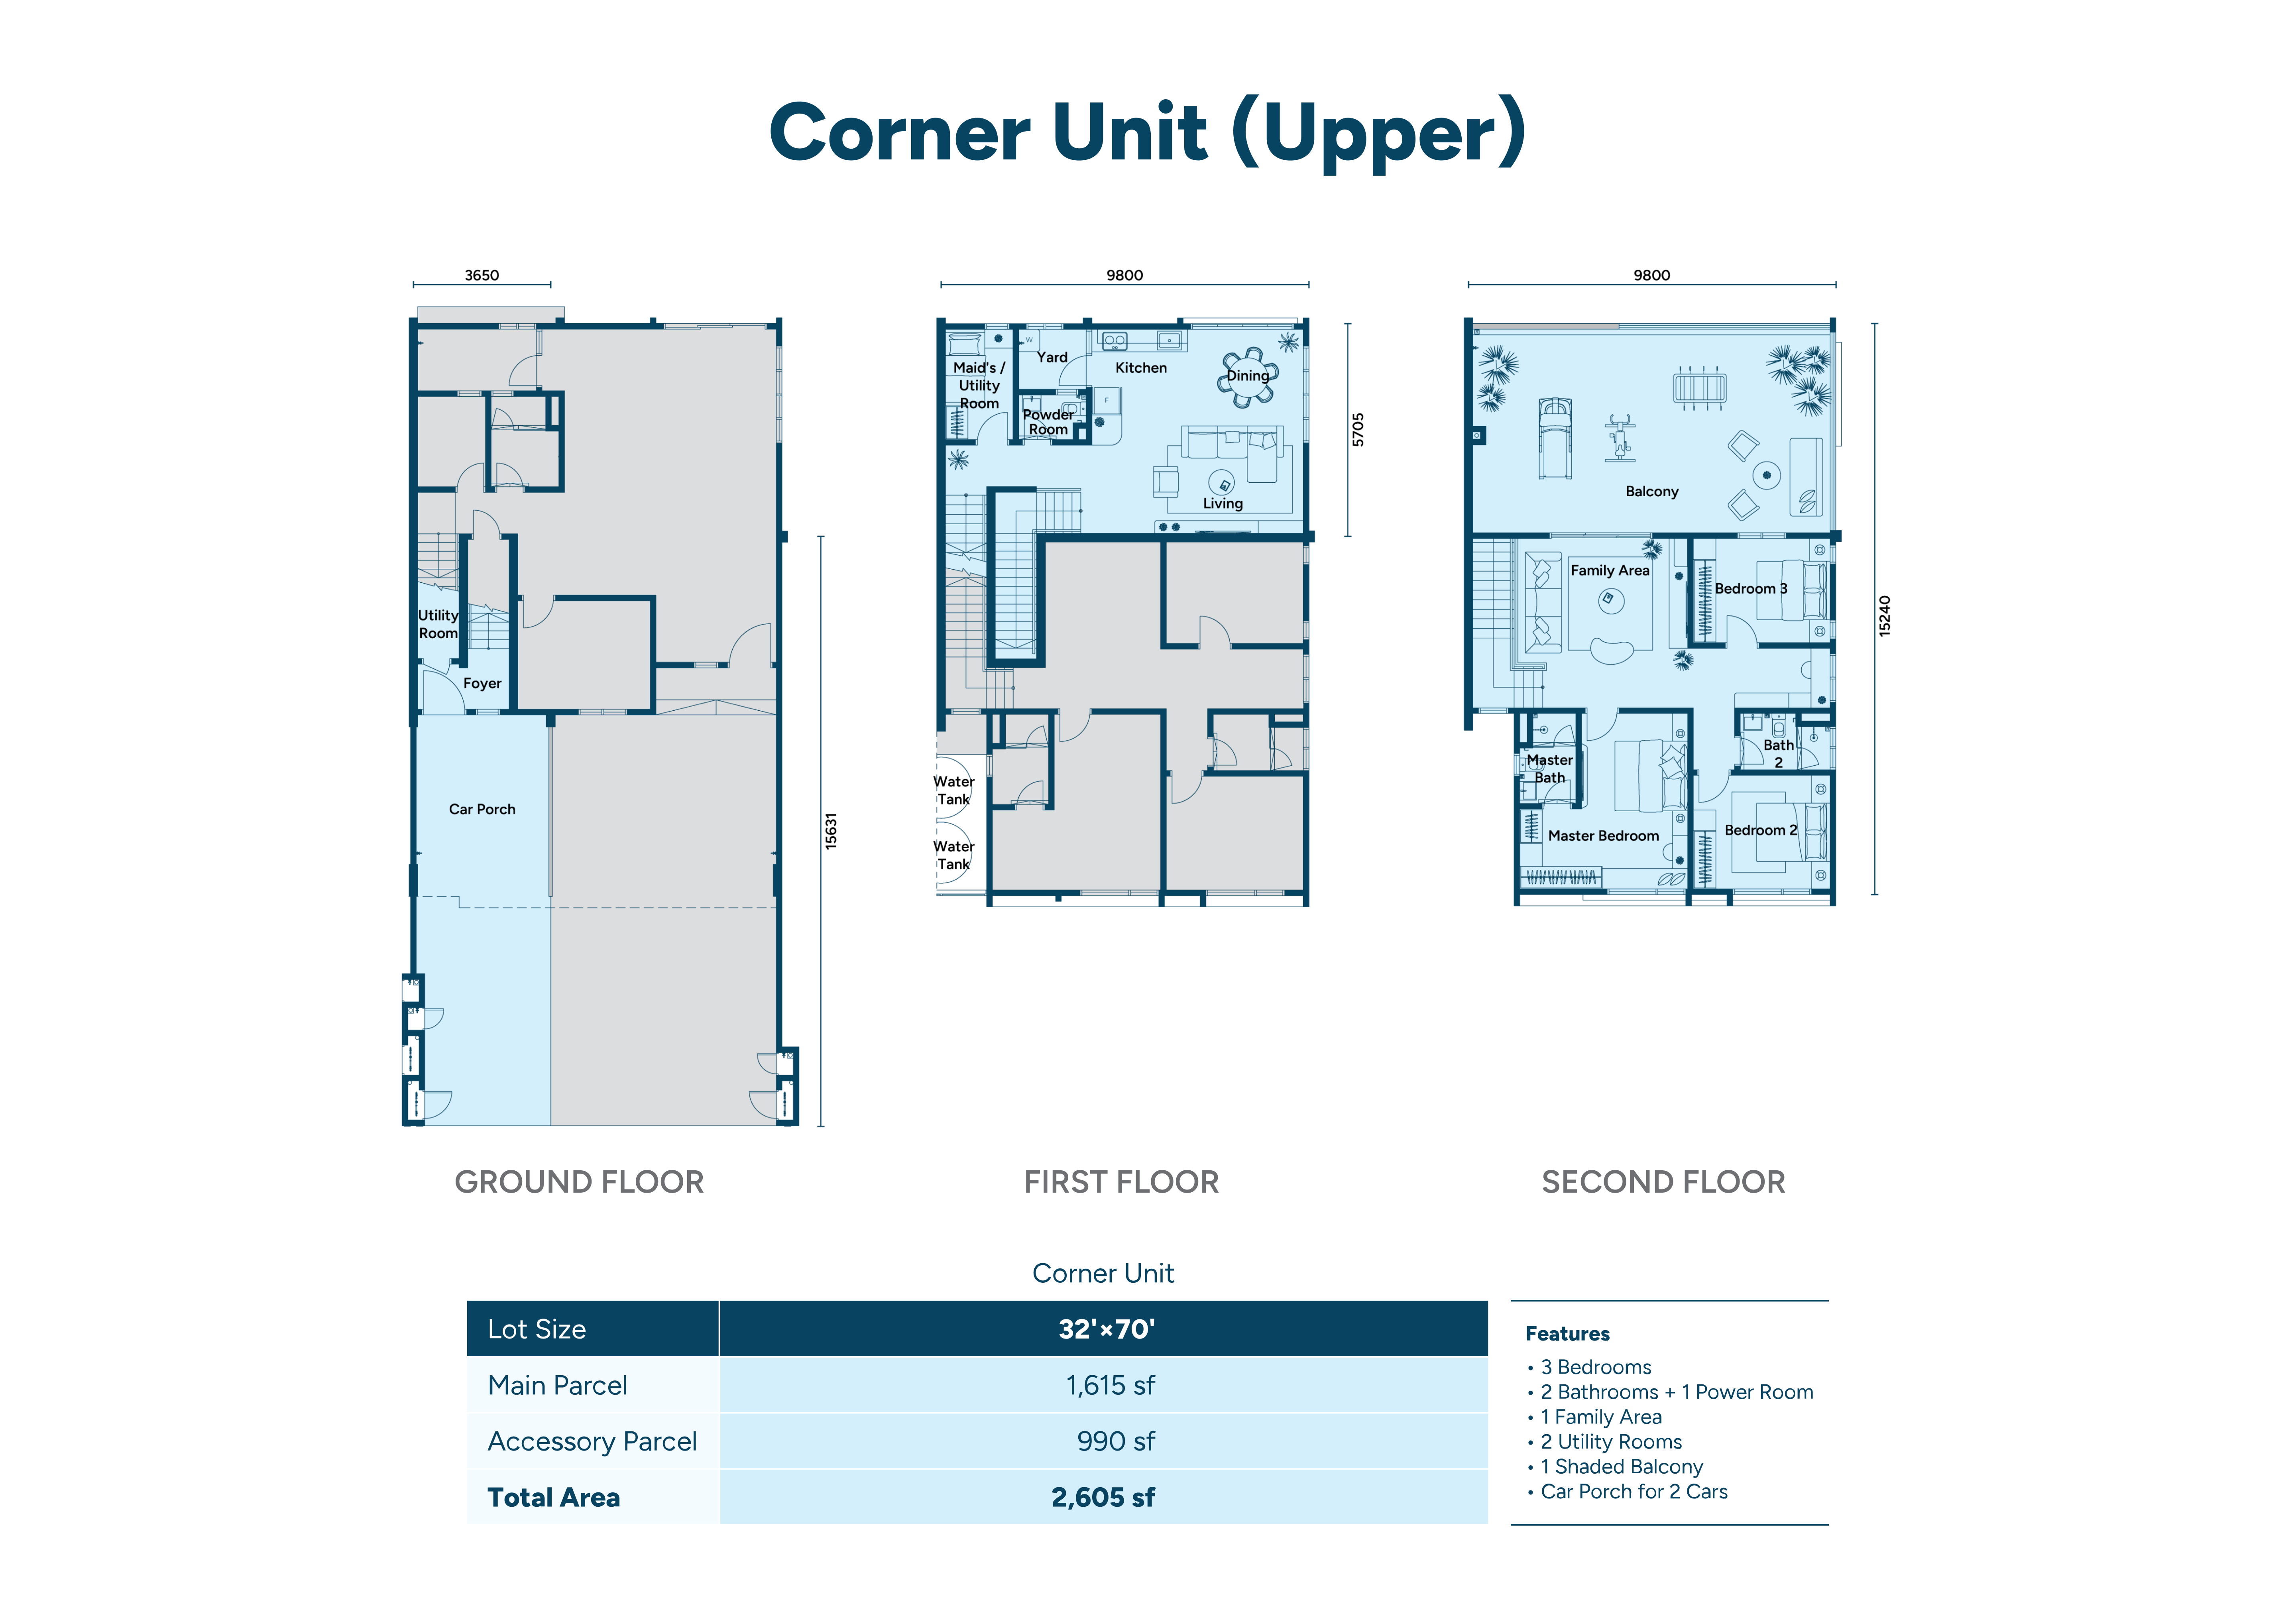 Corner Unit (Upper)
3650
9800
9800
Utility
Room
Foyer
Car Porch
15631
Maid's /
Utility
Room
W
Yard
Powder
Room
Kitchen
F
Dining
Living
5705
Water
Tank
Water
Tank
Balcony
Family Area
Bedroom 3
Master
Bath
Bath
2
Master Bedroom
Bedroom 2
15240
GROUND FLOOR
FIRST FLOOR
SECOND FLOOR
Corner Unit
Lot Size 32'×70'
Main Parcel 1,615 sf
Accessory Parcel 990 sf
Total Area 2,605 sf
Features
• 3 Bedrooms
• 2 Bathrooms + 1 Power Room
• 1 Family Area
• 2 Utility Rooms
• 1 Shaded Balcony
• Car Porch for 2 Cars